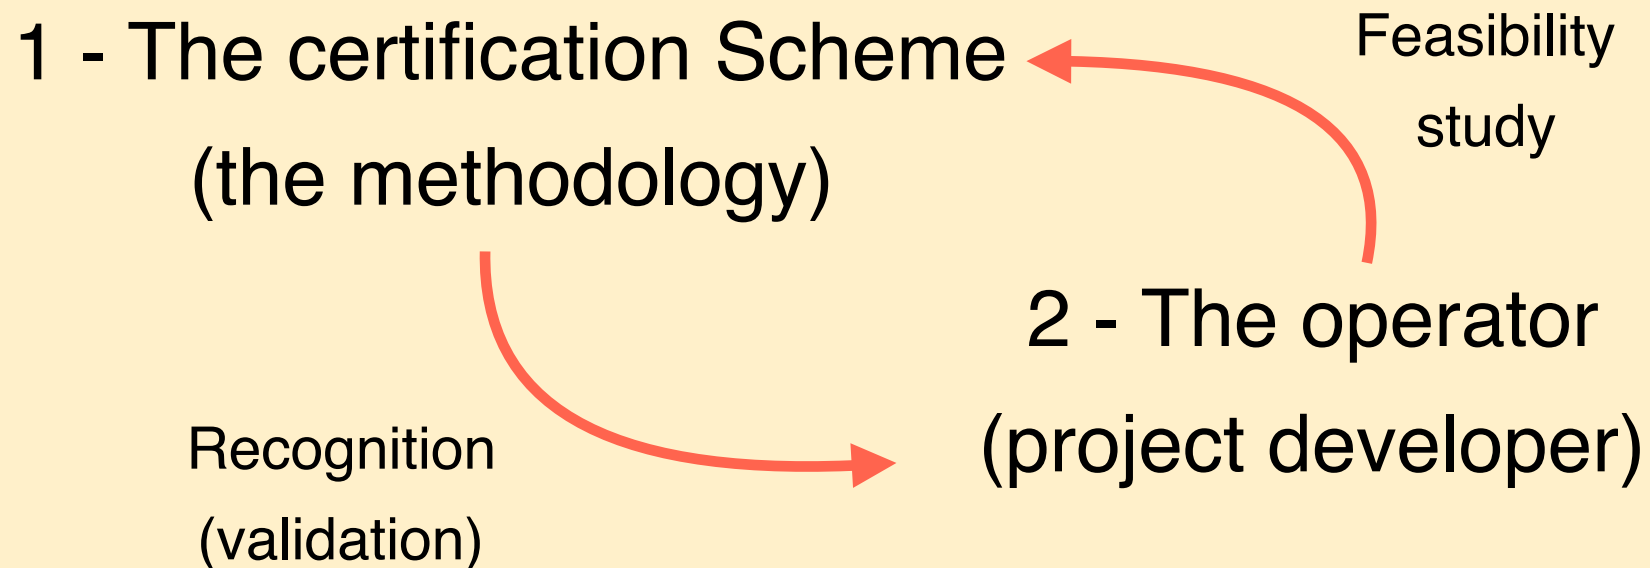 1 - The certification Scheme
(the methodology)
Feasibility
study
2 - The operator
(project developer)
Recognition
(validation)